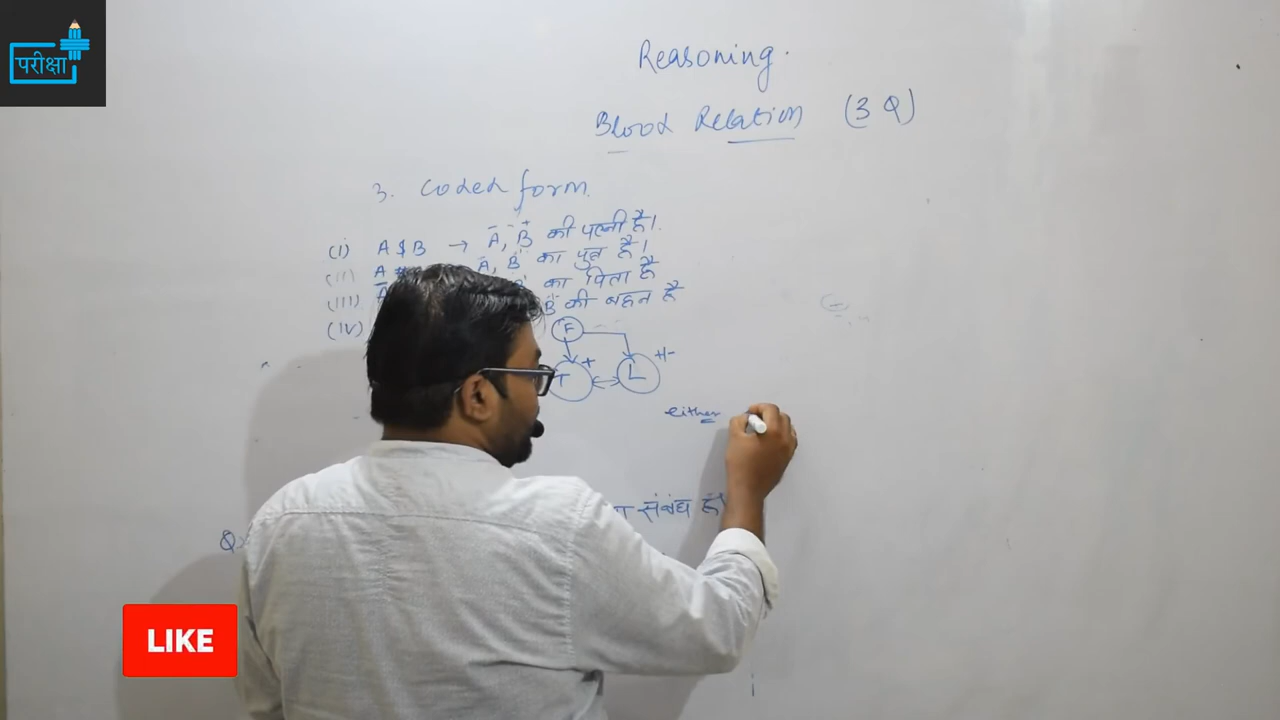 परीक्षा
Reasoning.
Blood Relation (3 Q)
3. Coded form.
(I) A $ B → A, B की पत्नी है।
(II) A A, B का पुत्र है।
(III) का पिता है
(IV) B की बहन है
F
T + L +/-
either
संबंध है
Q
LIKE